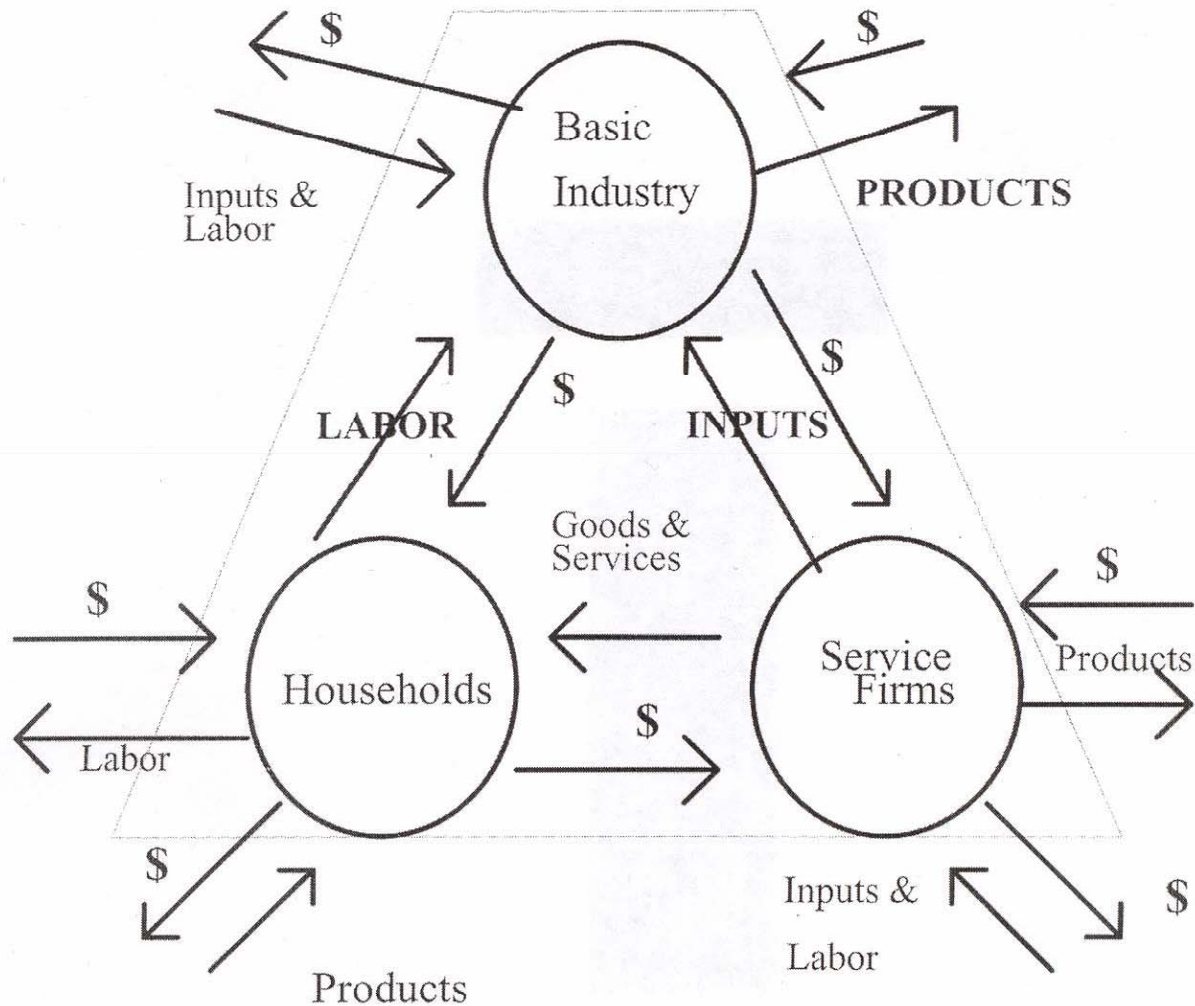 $
$
Basic
Industry
Inputs &
Labor
PRODUCTS
$
$
LABOR
INPUTS
Goods &
Services
$
$
Products
Households
Service
Firms
$
Labor
$
$
Inputs &
Labor
Products